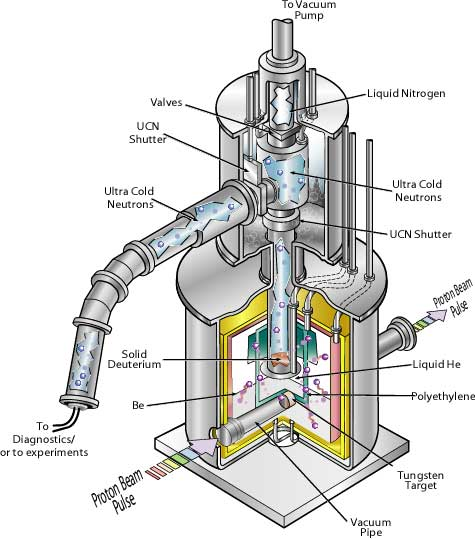 To Vacuum
Pump
Liquid Nitrogen
Valves
UCN
Shutter
Ultra Cold
Neutrons
Ultra Cold
Neutrons
UCN Shutter
Proton Beam
Pulse
Solid
Deuterium
Liquid He
Be
Polyethylene
To
Diagnostics/
or to experiments
Proton Beam
Pulse
Tungsten
Target
Vacuum
Pipe